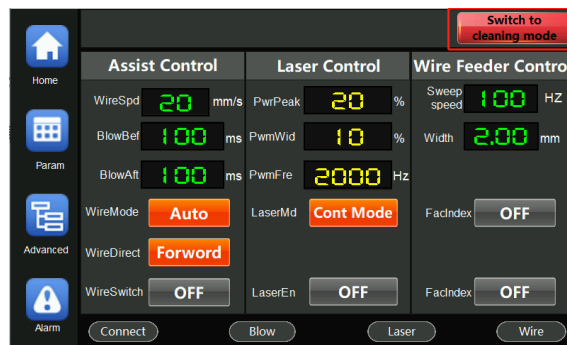 Switch to
cleaning mode
Home
Param
Advanced
Alarm
Assist Control
WireSpd 20 mm/s
BlowBef 100 ms
BlowAft 100 ms
WireMode Auto
WireDirect Forword
WireSwitch OFF
Laser Control
PwrPeak 20 %
PwmWid 10 %
PwmFre 2000 Hz
LaserMd Cont Mode
LaserEn OFF
Wire Feeder Contro
Sweep
speed 100 HZ
Width 2.00 mm
FacIndex OFF
FacIndex OFF
Connect Blow Laser Wire